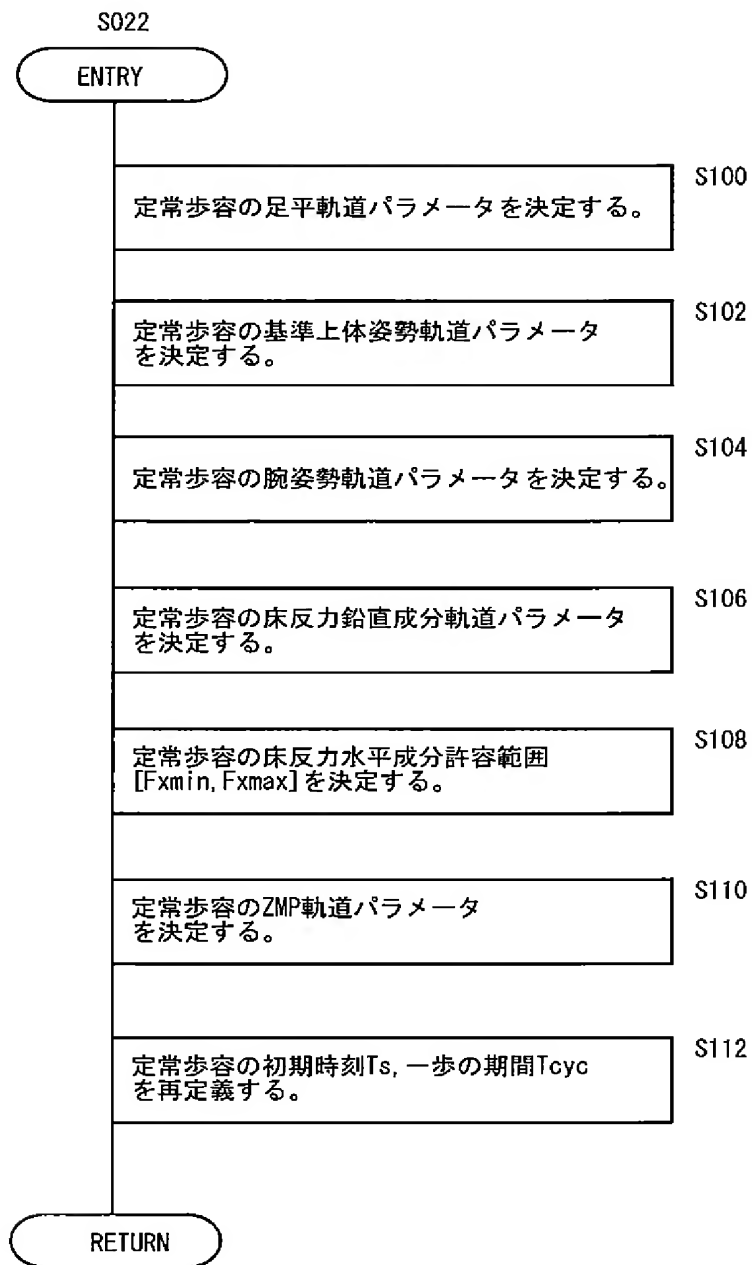 S022
ENTRY
S100
定常歩容の足平軌道パラメータを決定する。
S102
定常歩容の基準上体姿勢軌道パラメータ
を決定する。
S104
定常歩容の腕姿勢軌道パラメータを決定する。
S106
定常歩容の床反力鉛直成分軌道パラメータ
を決定する。
S108
定常歩容の床反力水平成分許容範囲
[Fxmin,Fxmax]を決定する。
S110
定常歩容のZMP軌道パラメータ
を決定する。
S112
定常歩容の初期時刻Ts,一歩の期間Tcyc
を再定義する。
RETURN